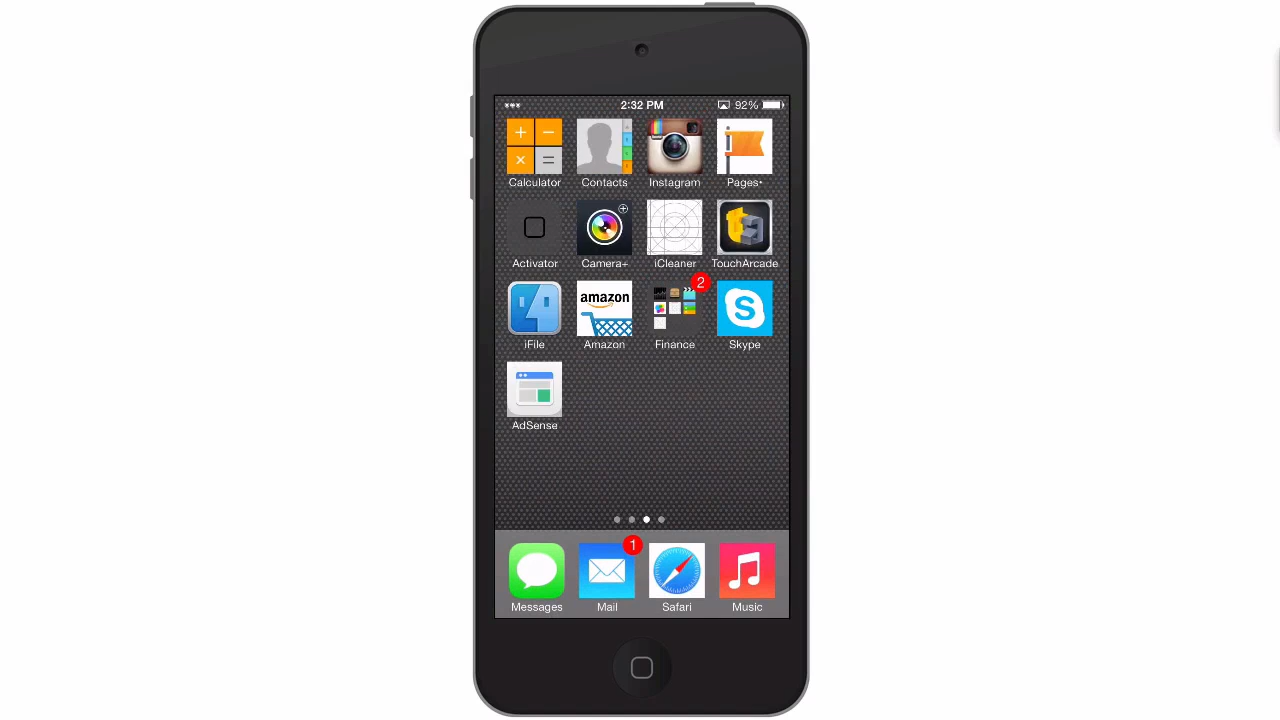 2:32 PM 92%
Calculator Contacts Instagram Pages•
Activator Camera+ iCleaner TouchArcade
amazon 2
iFile Amazon Finance Skype
AdSense
1
Messages Mail Safari Music